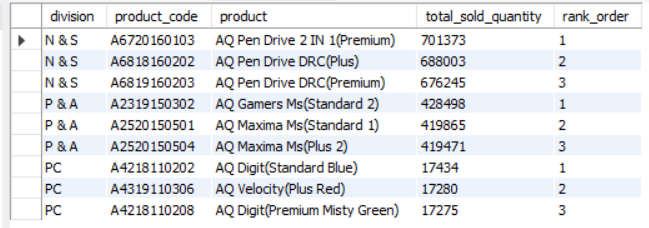 division product_code product total_sold_quantity rank_order
N & S A6720160103 AQ Pen Drive 2 IN 1(Premium) 701373 1
N & S A6818160202 AQ Pen Drive DRC(Plus) 688003 2
N & S A6819160203 AQ Pen Drive DRC(Premium) 676245 3
P & A A2319150302 AQ Gamers Ms(Standard 2) 428498 1
P & A A2520150501 AQ Maxima Ms(Standard 1) 419865 2
P & A A2520150504 AQ Maxima Ms(Plus 2) 419471 3
PC A4218110202 AQ Digit(Standard Blue) 17434 1
PC A4319110306 AQ Velocity(Plus Red) 17280 2
PC A4218110208 AQ Digit(Premium Misty Green) 17275 3